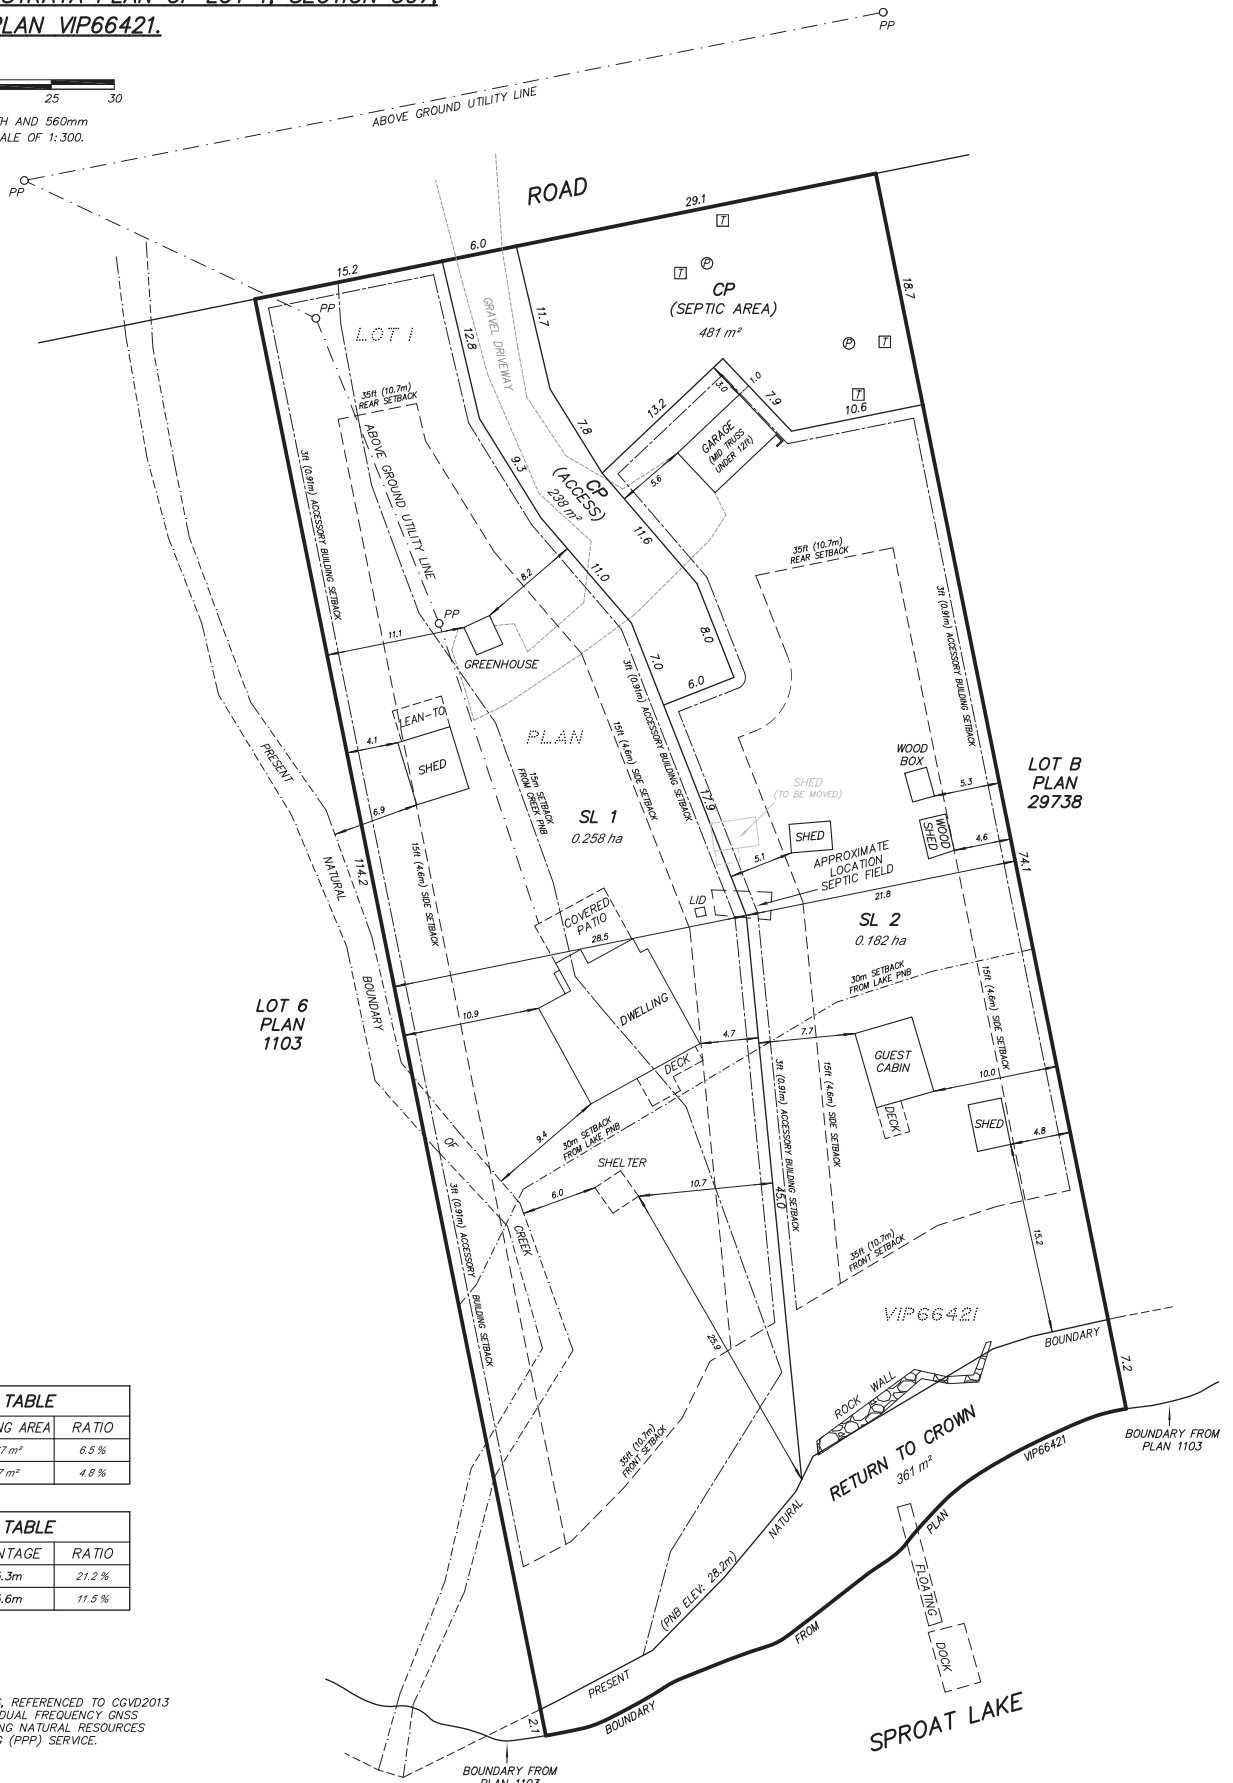 STRATA PLAN OF LOT 1, SECTION
PLAN VIP66421.
25 30
AND 560mm
OF 1:300.
PP
ABOVE GROUND UTILITY LINE
PP
ROAD
29.1
6.0
15.2
T
P
T
CP
(SEPTIC AREA)
481 m²
18.7
P
T
T
PP
LOT 1
12.8
GRAVEL DRIVEWAY
11.7
35ft (10.7m)
REAR SETBACK
7.8
13.2
3.0
1.0
7.9
10.6
GARAGE
(MID TRUSS
UNDER 12ft)
5.6
ABOVE GROUND UTILITY LINE
3ft (0.91m) ACCESSORY BUILDING SETBACK
9.3
CP
(ACCESS)
238 m²
11.6
35ft (10.7m)
REAR SETBACK
8.2
11.0
3ft (0.91m) ACCESSORY BUILDING SETBACK
PP
11.1
GREENHOUSE
8.0
7.0
6.0
3ft (0.91m) ACCESSORY BUILDING SETBACK
15ft (4.6m) SIDE SETBACK
LEAN-TO
4.1
SHED
6.9
PLAN
15m SETBACK
FROM CREEK PNB
PRESENT
NATURAL
BOUNDARY
OF
CREEK
114.2
15ft (4.6m) SIDE SETBACK
SL 1
0.258 ha
17.9
SHED
(TO BE MOVED)
WOOD
BOX
5.3
LOT B
PLAN
29738
SHED
WOOD
SHED
4.6
74.1
5.1
APPROXIMATE
LOCATION
SEPTIC FIELD
LID
21.8
COVERED
PATIO
28.5
SL 2
0.182 ha
30m SETBACK
FROM LAKE PNB
15ft (4.6m) SIDE SETBACK
LOT 6
PLAN
1103
10.9
DWELLING
4.7
7.7
DECK
GUEST
CABIN
10.0
DECK
SHED
4.8
3ft (0.91m) ACCESSORY BUILDING SETBACK
15ft (4.6m) SIDE SETBACK
9.4
30m SETBACK
FROM LAKE PNB
SHELTER
6.0
10.7
45.0
3ft (0.91m) ACCESSORY
BUILDING SETBACK
15.2
35ft (10.7m)
FRONT SETBACK
VIP66421
25.9
BOUNDARY
7.2
ROCK WALL
35ft (10.7m)
FRONT SETBACK
RETURN TO CROWN
361 m²
BOUNDARY FROM
PLAN 1103
VIP66421
PLAN
NATURAL
(PNB ELEV: 28.2m)
FLOATING
DOCK
FROM
PRESENT
BOUNDARY
2.1
SPROAT LAKE
BOUNDARY FROM
PLAN 1103
TABLE
AREA RATIO
6.5 %
4.8 %
TABLE
RATIO
21.2 %
11.5 %
REFERENCED TO CGVD2013
DUAL FREQUENCY GNSS
NATURAL RESOURCES
(PPP) SERVICE.